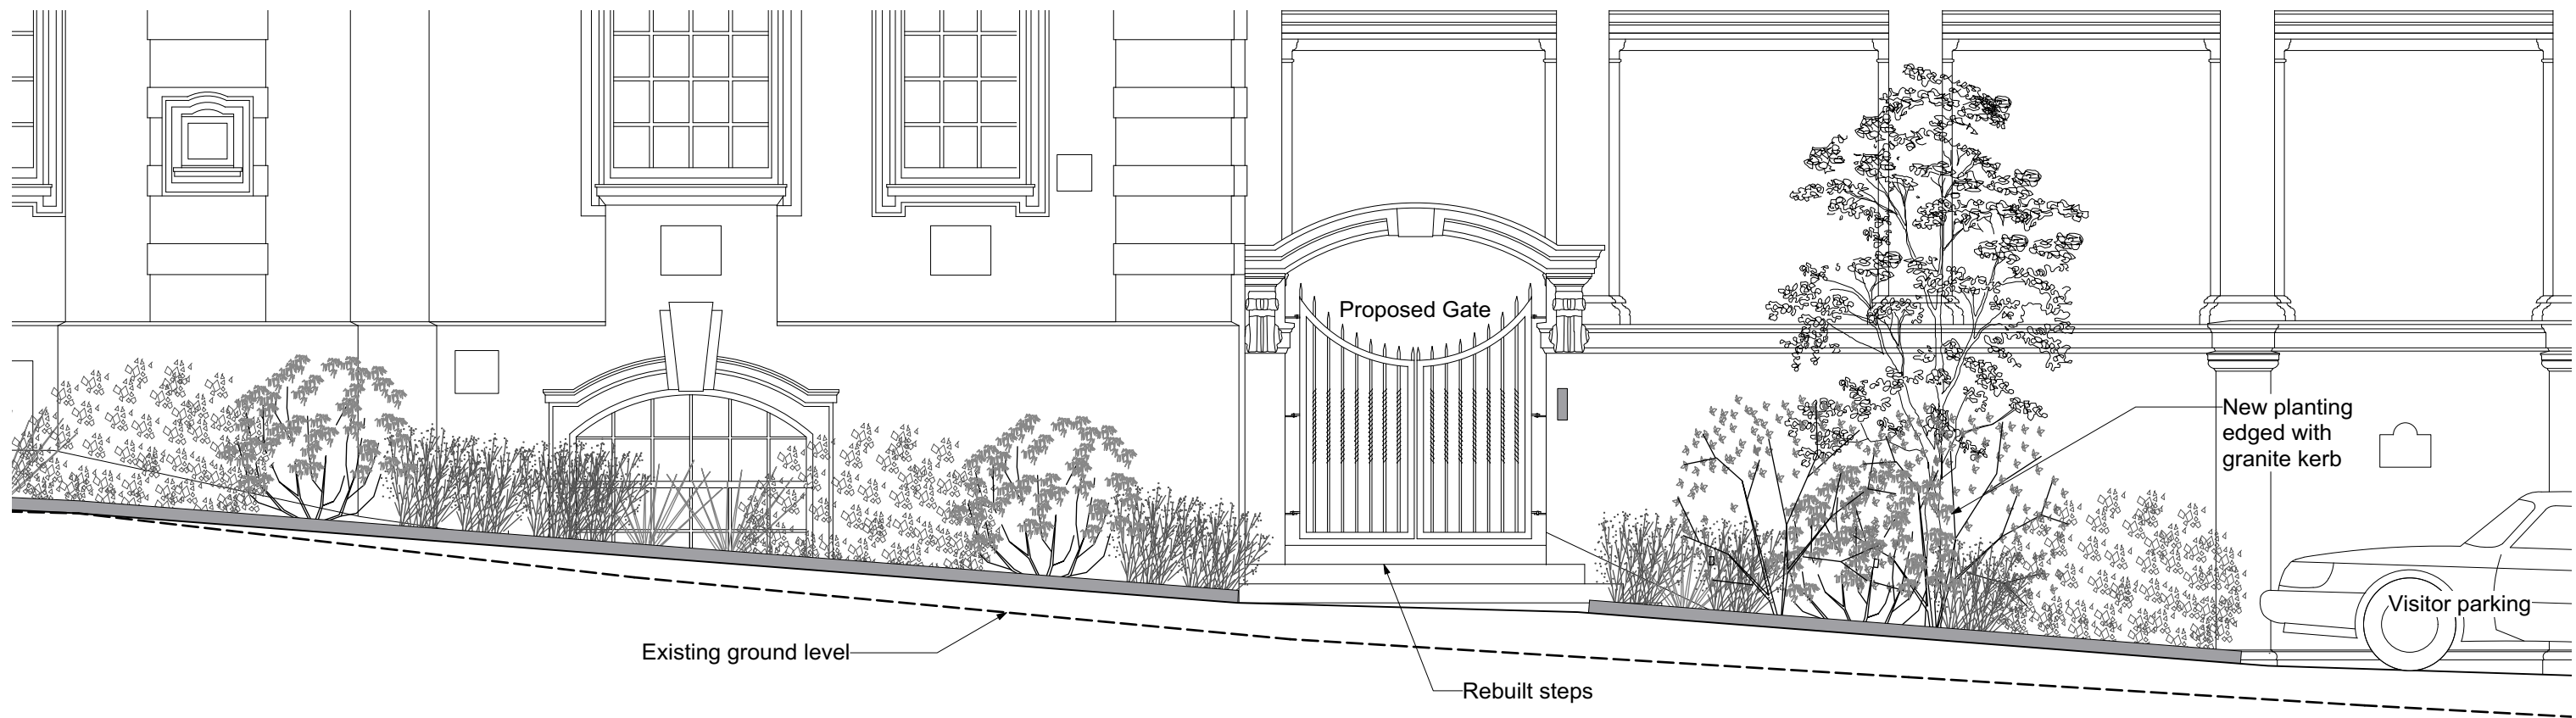 Proposed Gate
New planting
edged with
granite kerb
Visitor parking
Existing ground level
Rebuilt steps